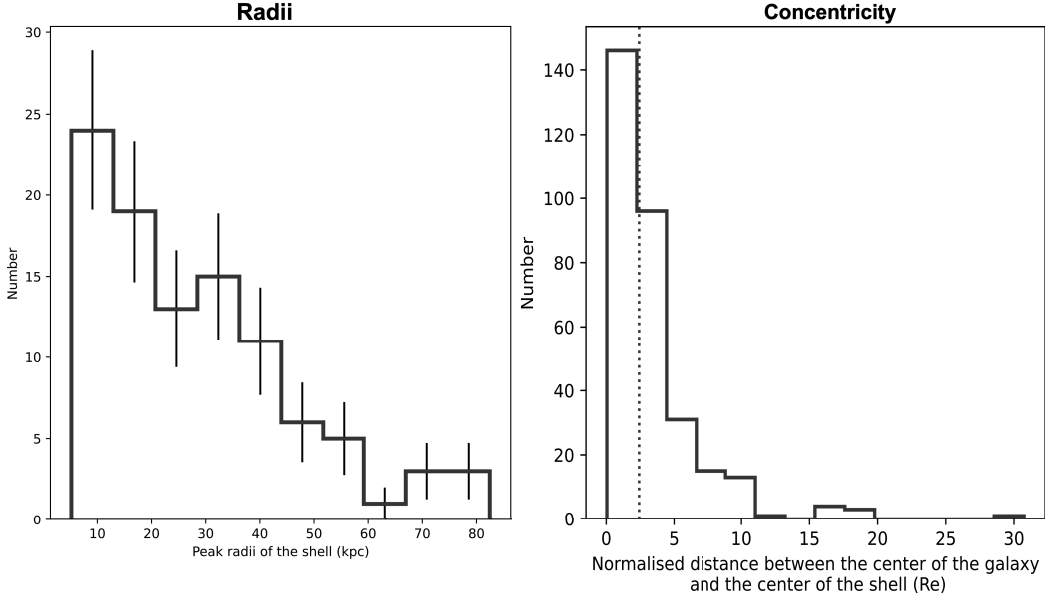 Radii
30
25
20
15
10
5
0
Number
10 20 30 40 50 60 70 80
Peak radii of the shell (kpc)
Concentricity
140
120
100
80
60
40
20
0
Number
0 5 10 15 20 25 30
Normalised distance between the center of the galaxy
and the center of the shell (Re)